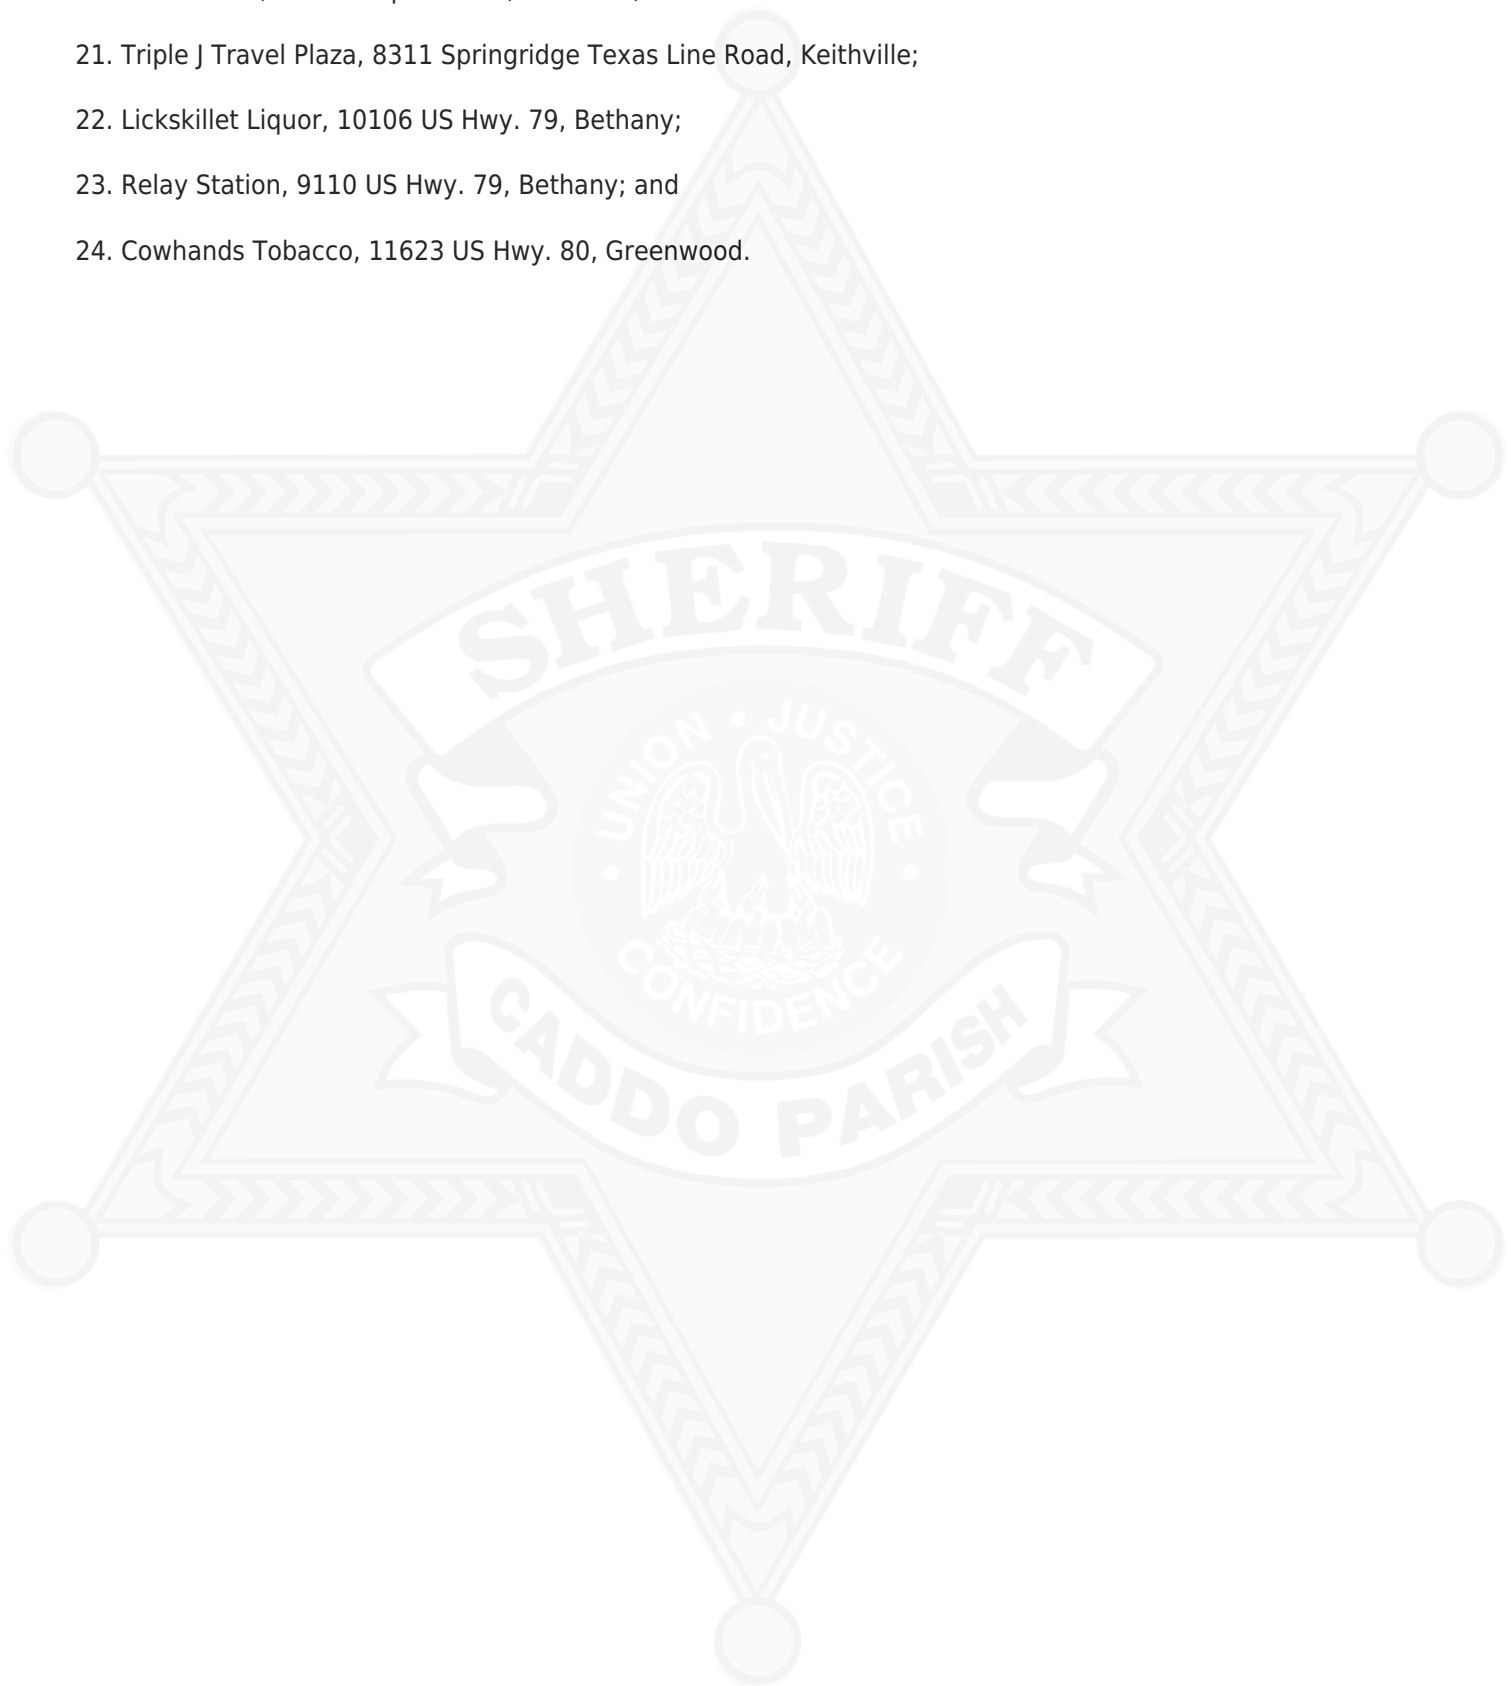 21. Triple J Travel Plaza, 8311 Springridge Texas Line Road, Keithville;
22. Lickskillet Liquor, 10106 US Hwy. 79, Bethany;
23. Relay Station, 9110 US Hwy. 79, Bethany; and
24. Cowhands Tobacco, 11623 US Hwy. 80, Greenwood.
SHERIFF
UNION • JUSTICE
• CONFIDENCE •
CADDO PARISH